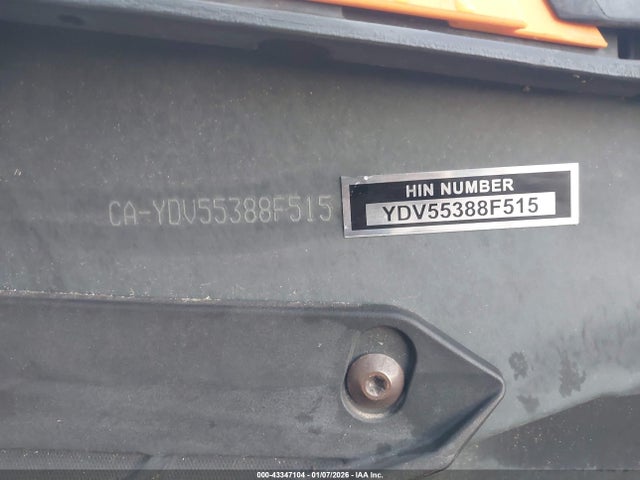 CA-YDV55388F515
HIN NUMBER
YDV55388F515
000-43347104 - 01/07/2026 - IAA, Inc.